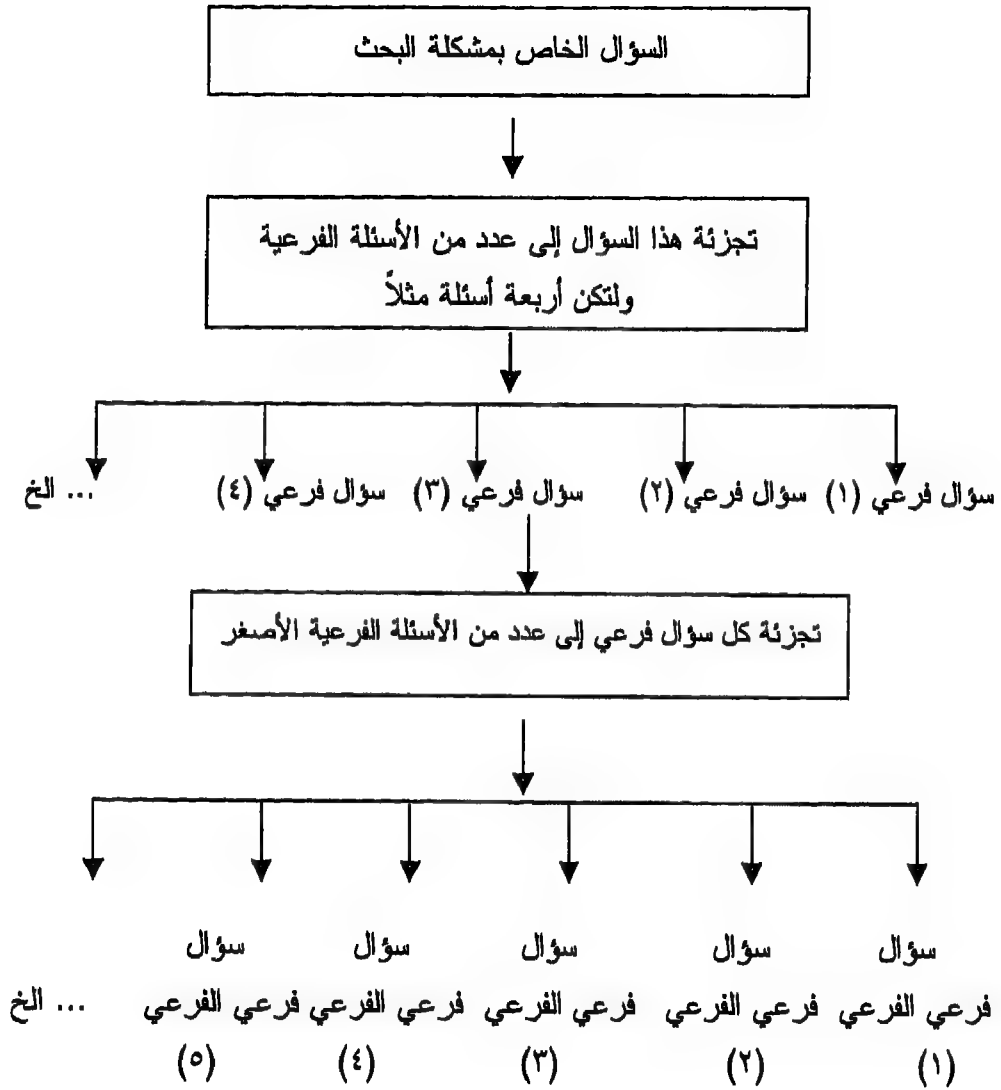 السؤال الخاص بمشكلة البحث
تجزئة هذا السؤال إلى عدد من الأسئلة الفرعية
ولتكن أربعة أسئلة مثلاً
سؤال فرعي (١) سؤال فرعي (٢) سؤال فرعي (٣) سؤال فرعي (٤) ... الخ
تجزئة كل سؤال فرعي إلى عدد من الأسئلة الفرعية الأصغر
سؤال سؤال سؤال سؤال سؤال
فرعي الفرعي فرعي الفرعي فرعي الفرعي فرعي الفرعي فرعي الفرعي ... الخ
(١) (٢) (٣) (٤) (٥)